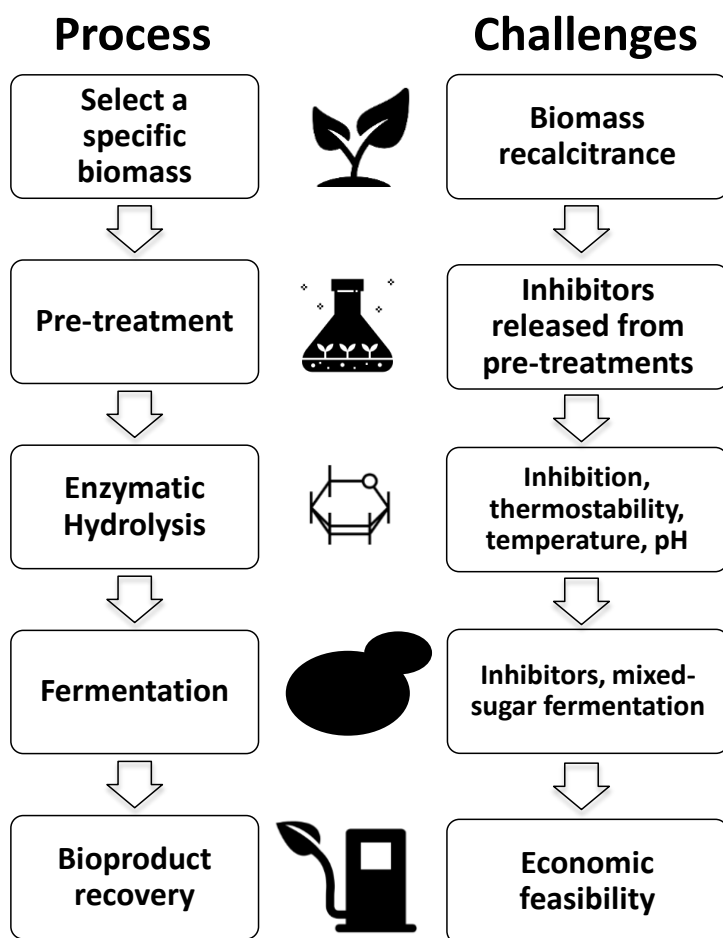 Process
Challenges
Select a
specific
biomass
Biomass
recalcitrance
Pre-treatment
Inhibitors
released from
pre-treatments
Enzymatic
Hydrolysis
Inhibition,
thermostability,
temperature, pH
Fermentation
Inhibitors, mixed-
sugar fermentation
Bioproduct
recovery
Economic
feasibility